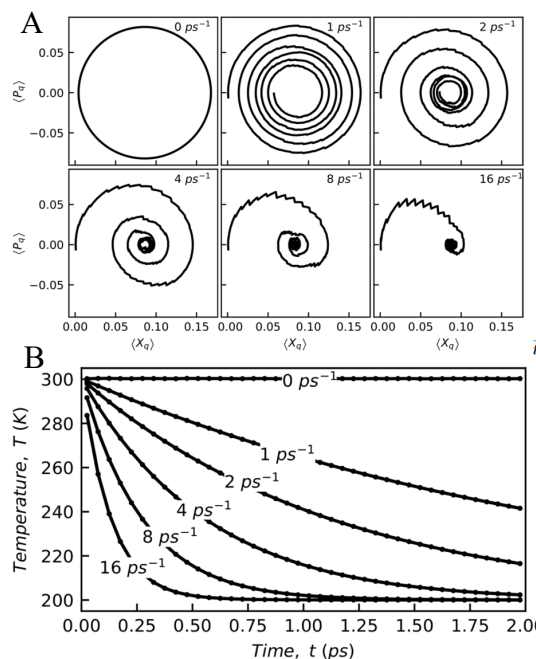 A
0 ps⁻¹ 1 ps⁻¹ 2 ps⁻¹
⟨P_q⟩ 0.05 0.00 −0.05
4 ps⁻¹ 8 ps⁻¹ 16 ps⁻¹
⟨P_q⟩ 0.05 0.00 −0.05
0.00 0.05 0.10 0.15 0.00 0.05 0.10 0.15 0.00 0.05 0.10 0.15
⟨X_q⟩ ⟨X_q⟩ ⟨X_q⟩
B
Temperature, T (K)
300
280
260
240
220
200
0 ps⁻¹
1 ps⁻¹
2 ps⁻¹
4 ps⁻¹
8 ps⁻¹
16 ps⁻¹
0.00 0.25 0.50 0.75 1.00 1.25 1.50 1.75 2.00
Time, t (ps)